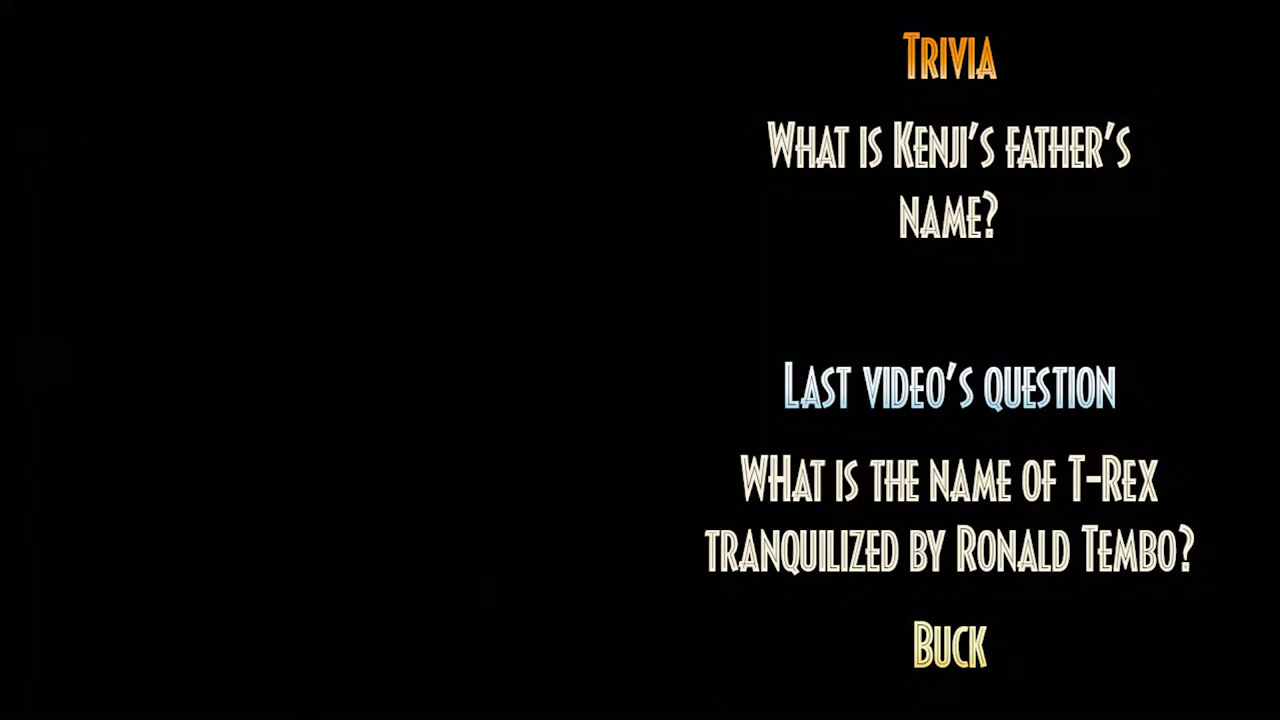 Trivia
What is Kenji's father's
name?
Last video's question
WHat is the name of T-Rex
tranquilized by Ronald Tembo?
Buck